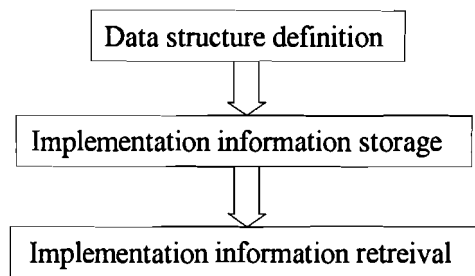 Data structure definition
Implementation information storage
Implementation information retreival